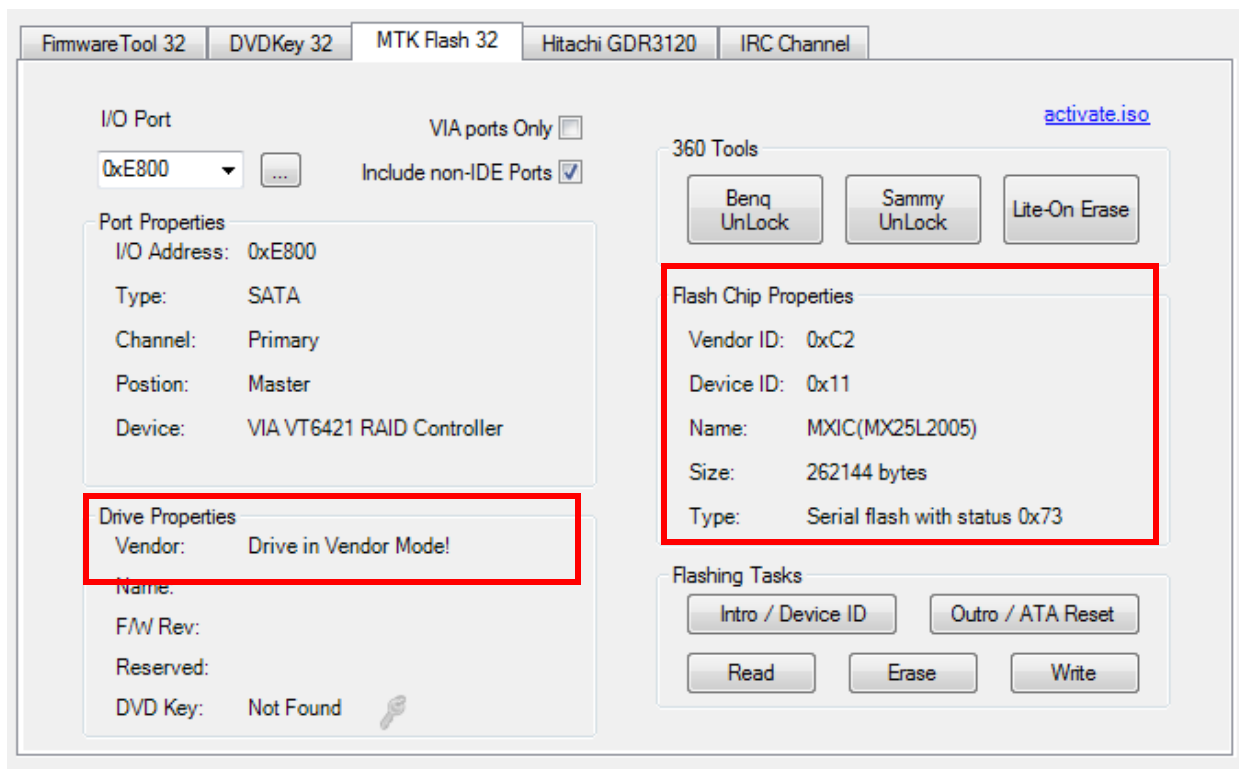 FirmwareTool 32 DVDKey 32 MTK Flash 32 Hitachi GDR3120 IRC Channel
I/O Port
VIA ports Only
activate.iso
0xE800
...
Include non-IDE Ports
360 Tools
Benq
UnLock
Sammy
UnLock
Lite-On Erase
Port Properties
I/O Address: 0xE800
Type: SATA
Channel: Primary
Postion: Master
Device: VIA VT6421 RAID Controller
Flash Chip Properties
Vendor ID: 0xC2
Device ID: 0x11
Name: MXIC(MX25L2005)
Size: 262144 bytes
Type: Serial flash with status 0x73
Drive Properties
Vendor: Drive in Vendor Mode!
Name:
F/W Rev:
Reserved:
DVD Key: Not Found
Flashing Tasks
Intro / Device ID Outro / ATA Reset
Read Erase Write